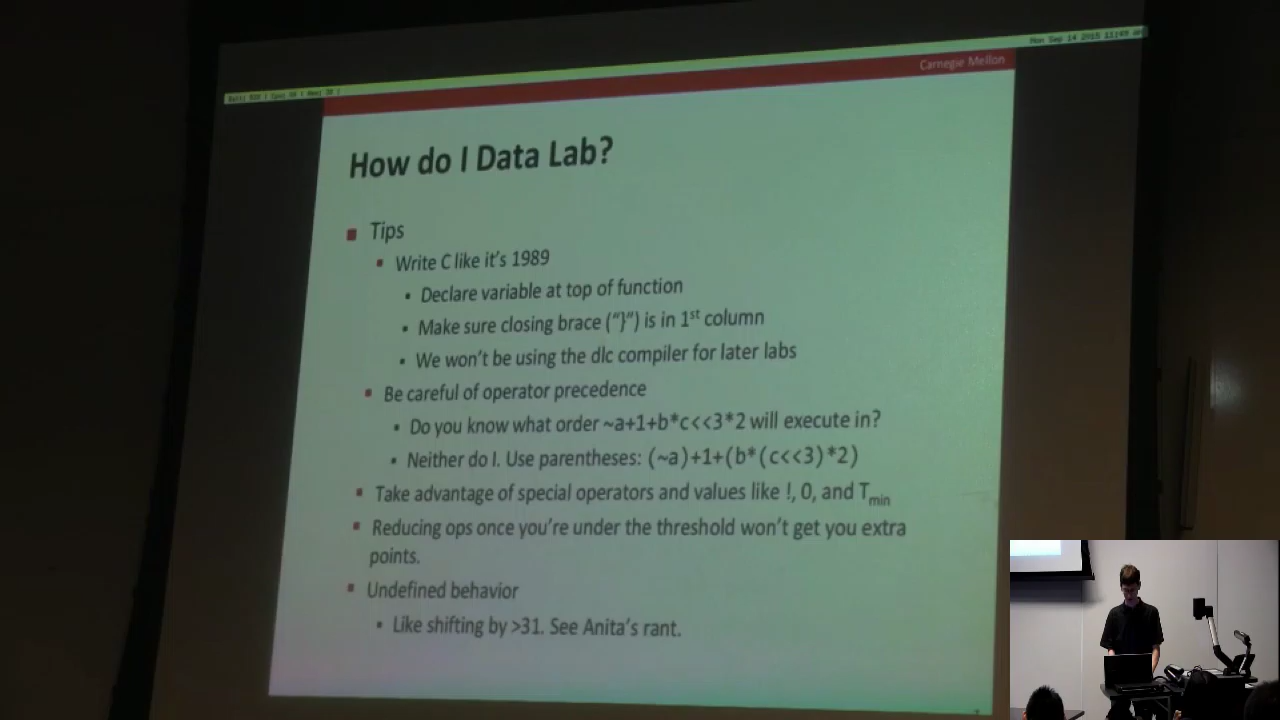 Mon Sep 14 2015
Carnegie Mellon
How do I Data Lab?
Tips
Write C like it's 1989
Declare variable at top of function
Make sure closing brace ("}") is in 1st column
We won't be using the dlc compiler for later labs
Be careful of operator precedence
Do you know what order ~a+1+b*c<<3*2 will execute in?
Neither do I. Use parentheses: (~a)+1+(b*(c<<3)*2)
Take advantage of special operators and values like !, 0, and Tmin
Reducing ops once you're under the threshold won't get you extra
points.
Undefined behavior
Like shifting by >31. See Anita's rant.